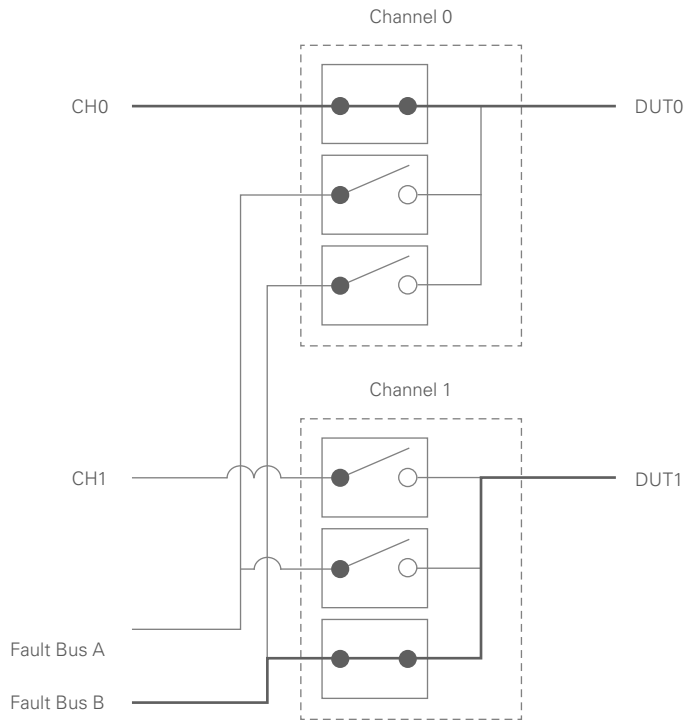 Channel 0
CH0
DUT0
Channel 1
CH1
DUT1
Fault Bus A
Fault Bus B